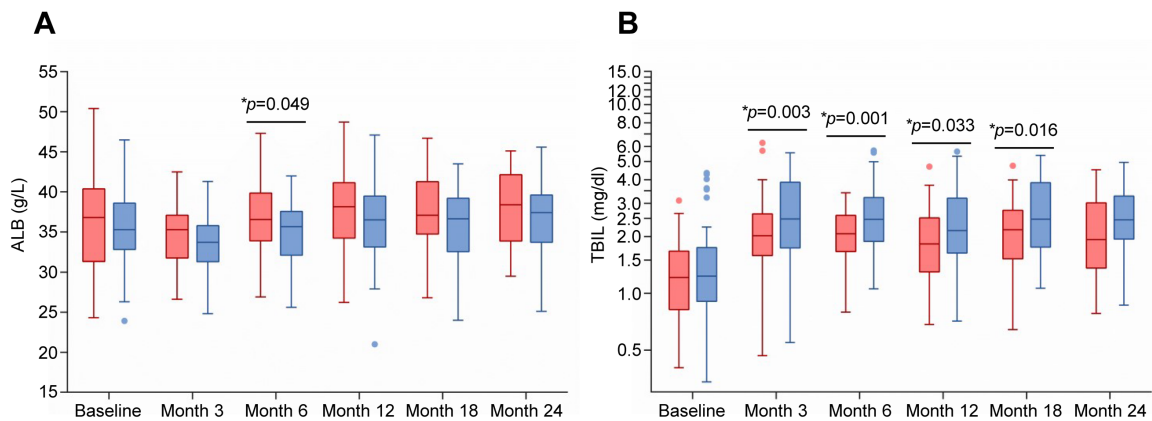 A
B
ALB (g/L)
55
50
45
40
35
30
25
20
15
*p=0.049
Baseline
Month 3
Month 6
Month 12
Month 18
Month 24
TBIL (mg/dl)
15.0
12.0
10.0
8.0
6.0
5.0
4.0
3.0
2.5
2.0
1.5
1.0
0.5
*p=0.003
*p=0.001
*p=0.033
*p=0.016
Baseline
Month 3
Month 6
Month 12
Month 18
Month 24